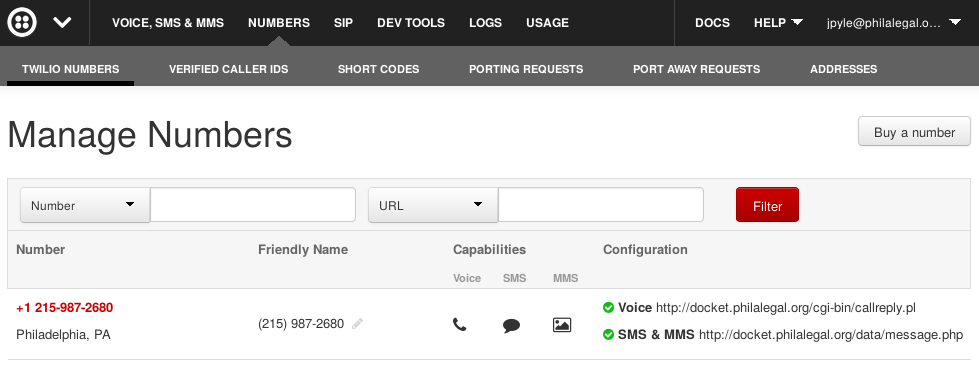 VOICE, SMS & MMS NUMBERS SIP DEV TOOLS LOGS USAGE DOCS HELP jpyle@philalegal.o...
TWILIO NUMBERS VERIFIED CALLER IDS SHORT CODES PORTING REQUESTS PORT AWAY REQUESTS ADDRESSES
Manage Numbers
Buy a number
Number URL Filter
Number Friendly Name Capabilities Configuration
Voice SMS MMS
+1 215-987-2680
Philadelphia, PA
(215) 987-2680
Voice http://docket.philalegal.org/cgi-bin/callreply.pl
SMS & MMS http://docket.philalegal.org/data/message.php